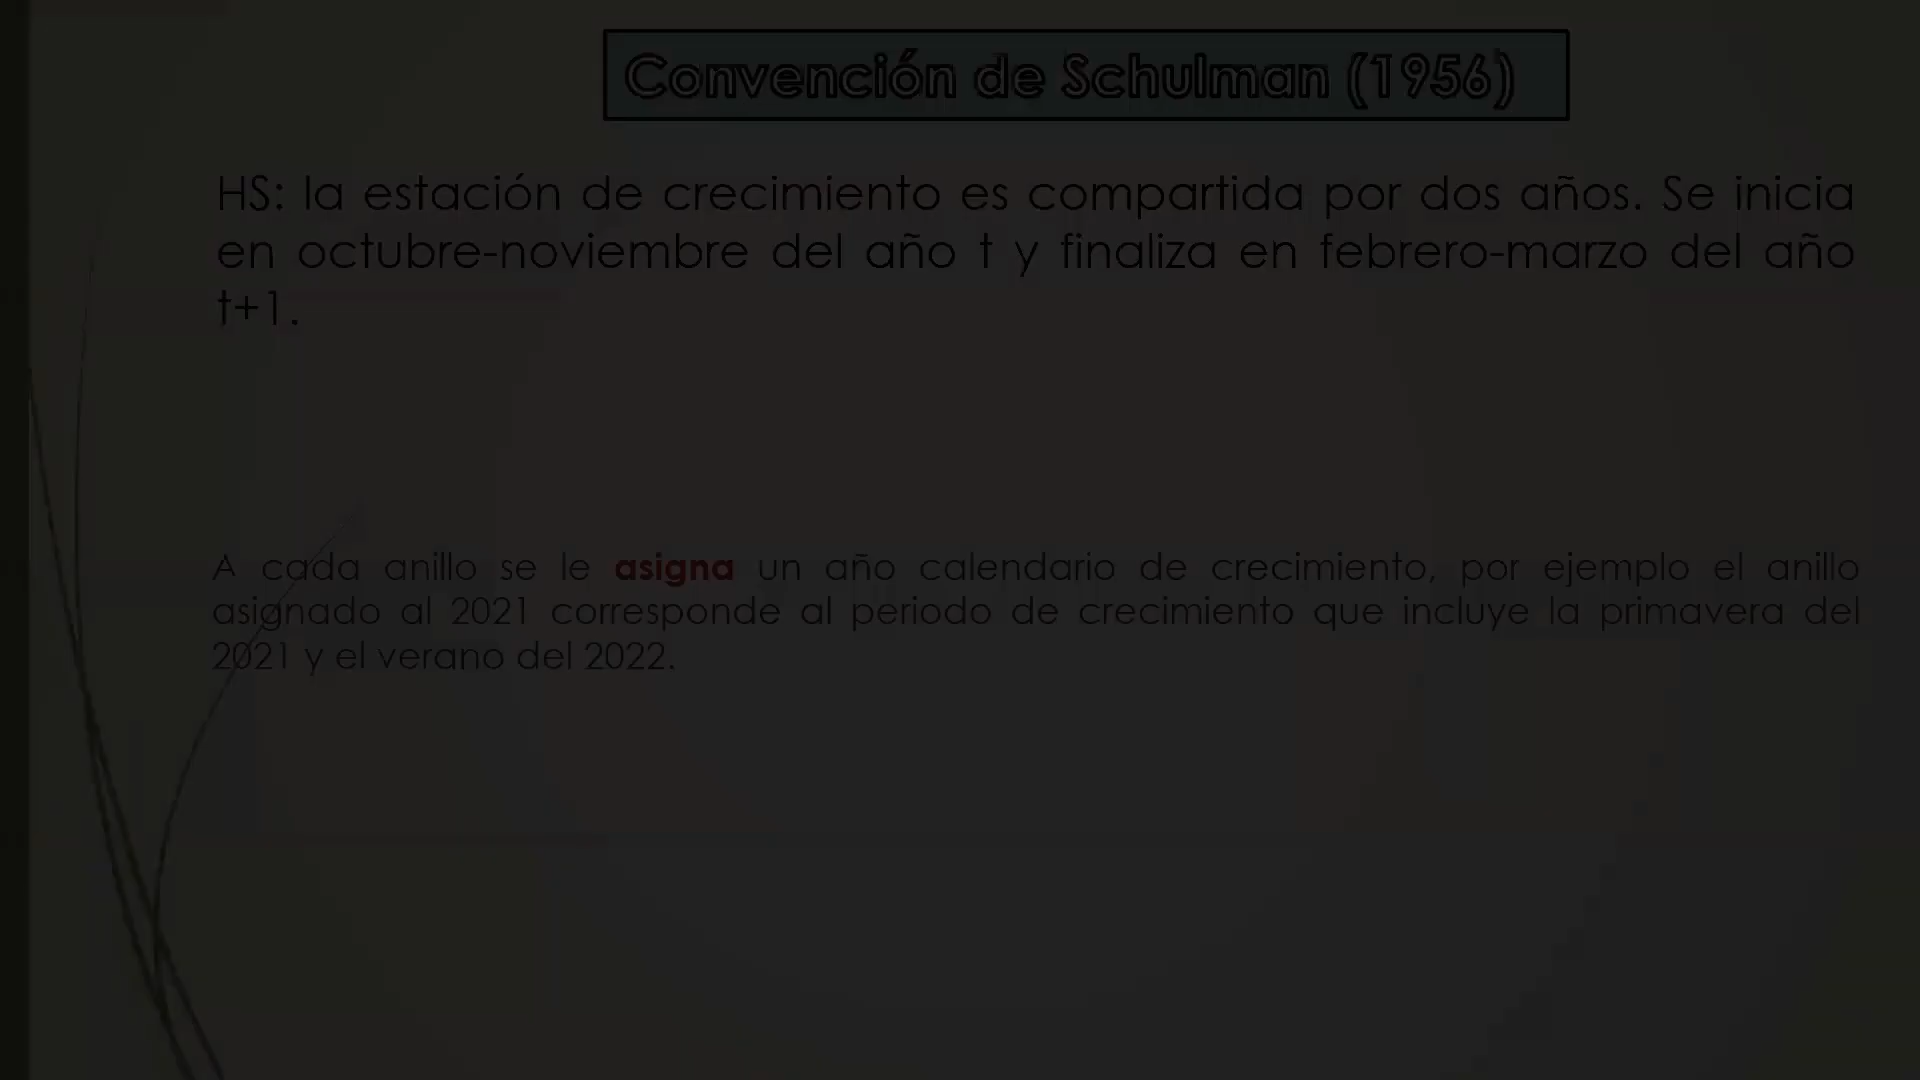 Convención de Schulman (1956)
HS: la estación de crecimiento es compartida por dos años. Se inicia
en octubre-noviembre del año t y finaliza en febrero-marzo del año
t+1.
A cada anillo se le asigna un año calendario de crecimiento, por ejemplo el anillo
asignado al 2021 corresponde al periodo de crecimiento que incluye la primavera del
2021 y el verano del 2022.